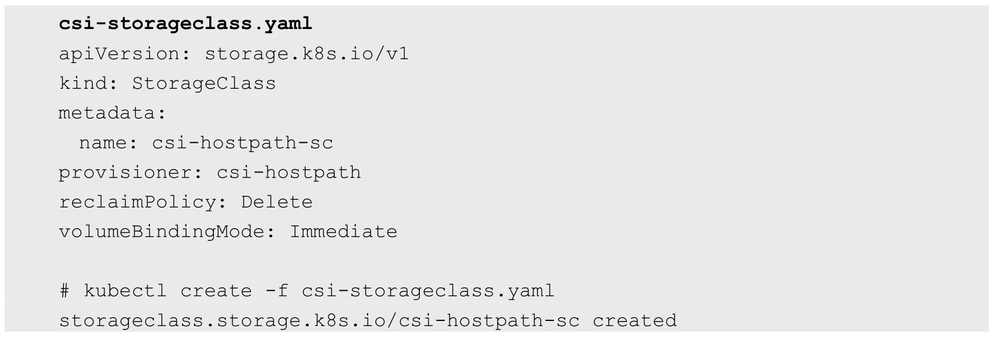 csi-storageclass.yaml
apiVersion: storage.k8s.io/v1
kind: StorageClass
metadata:
  name: csi-hostpath-sc
provisioner: csi-hostpath
reclaimPolicy: Delete
volumeBindingMode: Immediate
# kubectl create -f csi-storageclass.yaml
storageclass.storage.k8s.io/csi-hostpath-sc created